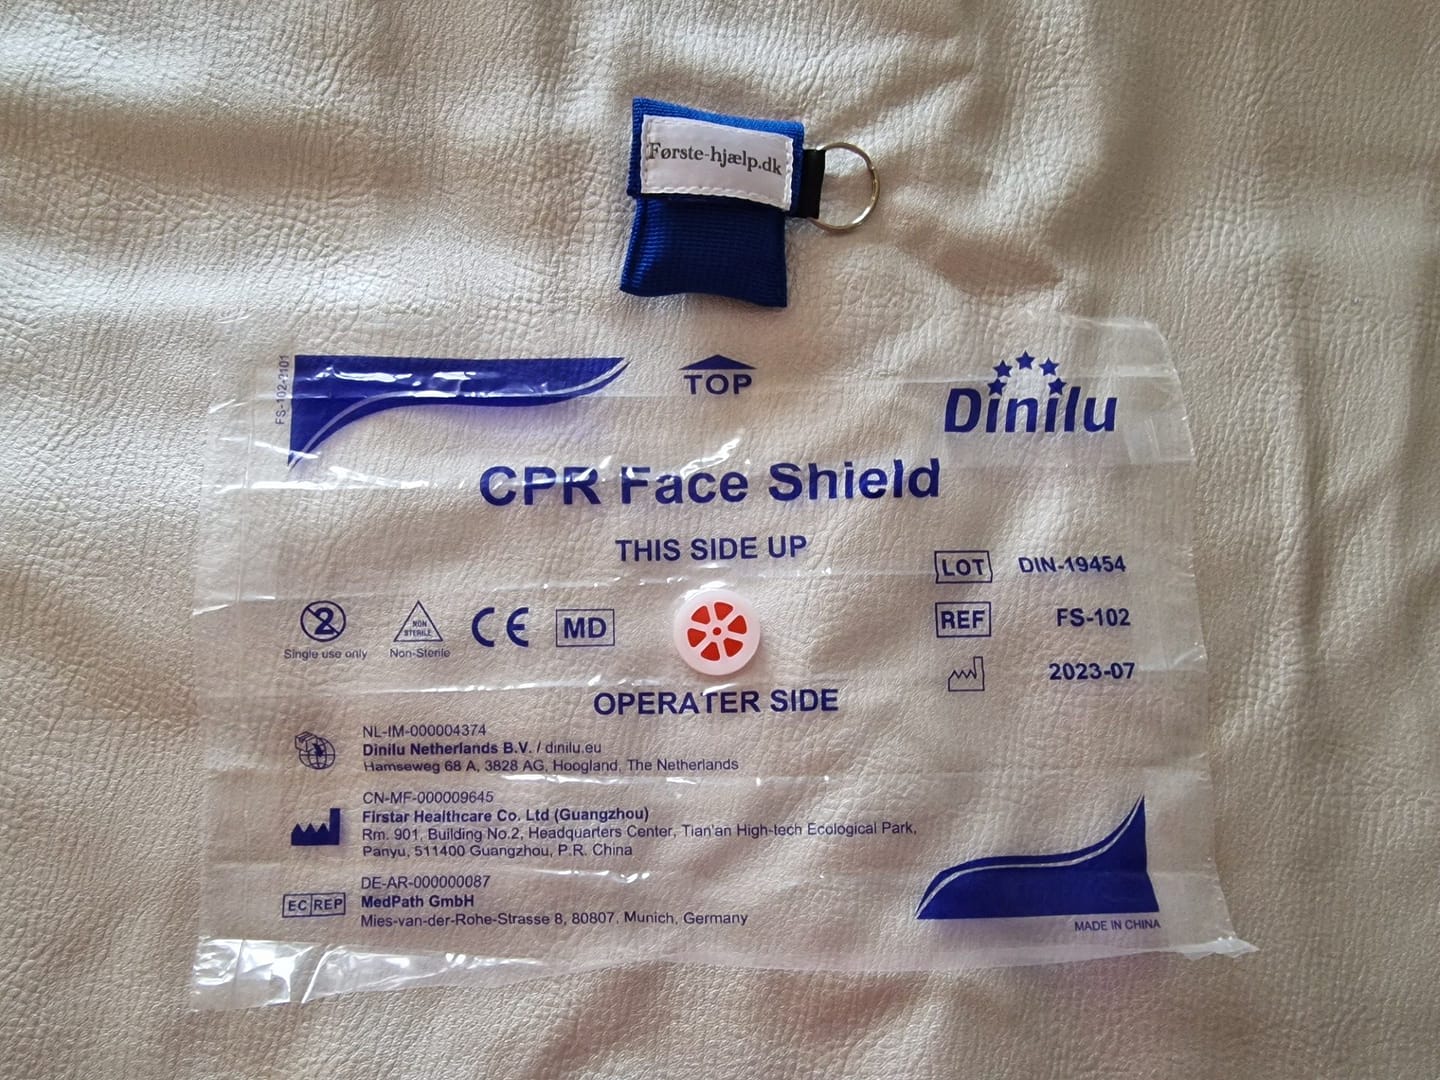 Første-hjælp.dk
FS-102-2101
TOP
Dinilu
CPR Face Shield
THIS SIDE UP
LOT DIN-19454
REF FS-102
2023-07
2
Single use only
NON
STERILE
Non-Sterile
CE
MD
OPERATER SIDE
NL-IM-000004374
Dinilu Netherlands B.V. / dinilu.eu
Hamseweg 68 A, 3828 AG, Hoogland, The Netherlands
CN-MF-000009645
Firstar Healthcare Co. Ltd (Guangzhou)
Rm. 901, Building No.2, Headquarters Center, Tian'an High-tech Ecological Park,
Panyu, 511400 Guangzhou, P.R. China
EC REP
DE-AR-000000087
MedPath GmbH
Mies-van-der-Rohe-Strasse 8, 80807, Munich, Germany
MADE IN CHINA